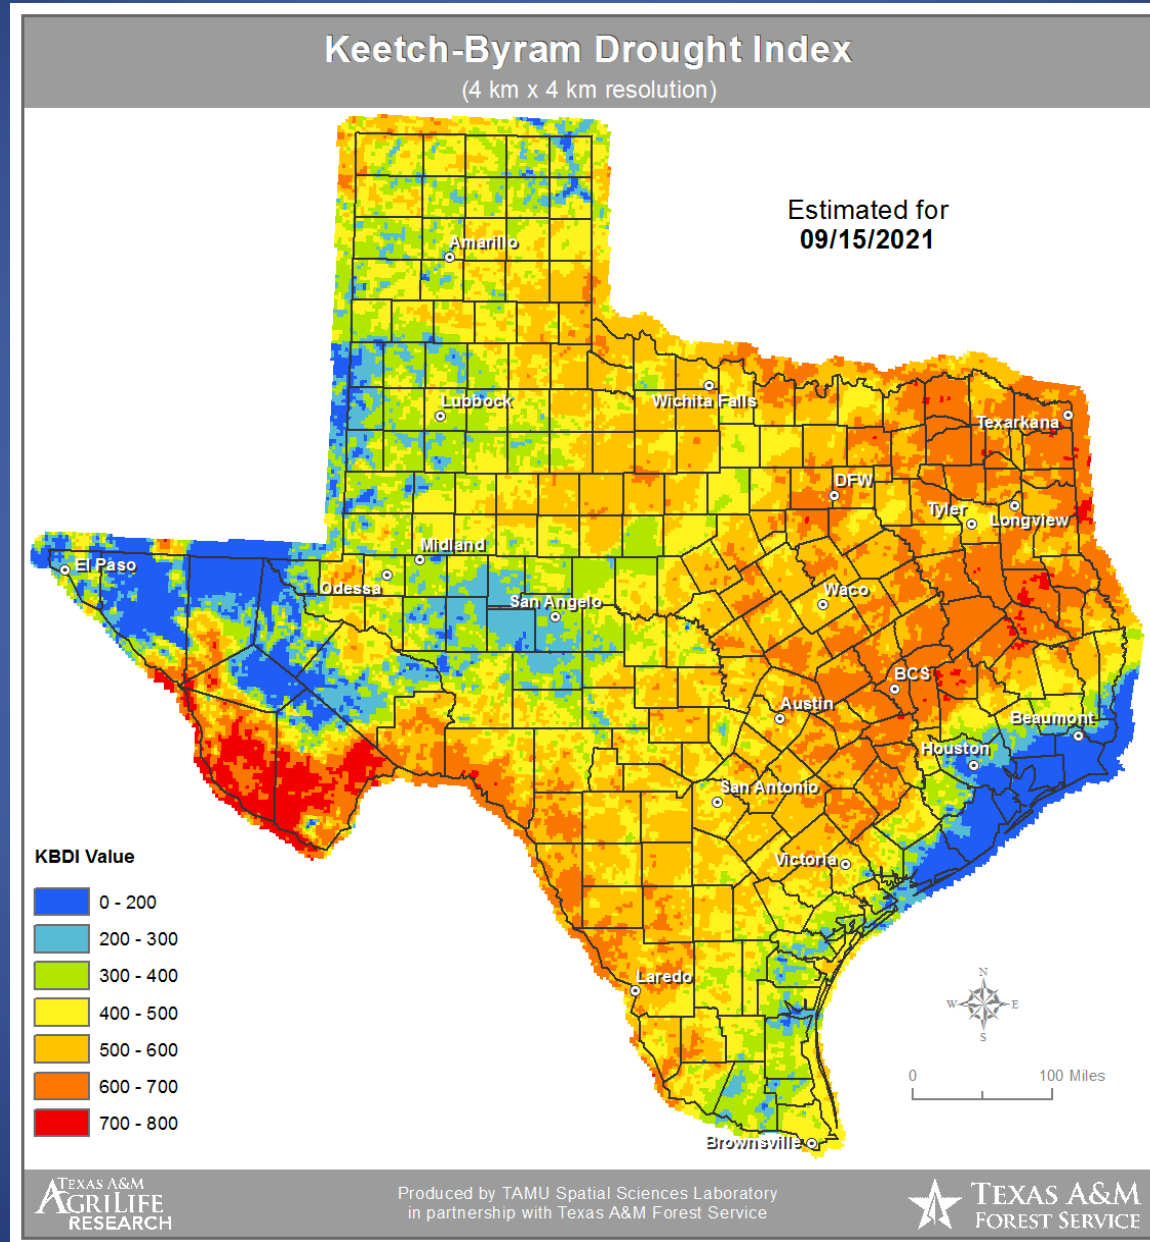 Keetch-Byram Drought Index
(4 km x 4 km resolution)
Estimated for
09/15/2021
Amarillo
Lubbock
Wichita Falls
Texarkana
DFW
Tyler
Longview
Midland
El Paso
Odessa
San Angelo
Waco
BCS
Austin
Beaumont
Houston
San Antonio
Victoria
Laredo
Brownsville
KBDI Value
0 - 200
200 - 300
300 - 400
400 - 500
500 - 600
600 - 700
700 - 800
N
W E
S
0 100 Miles
TEXAS A&M
AGRILIFE
RESEARCH
Produced by TAMU Spatial Sciences Laboratory
in partnership with Texas A&M Forest Service
TEXAS A&M
FOREST SERVICE